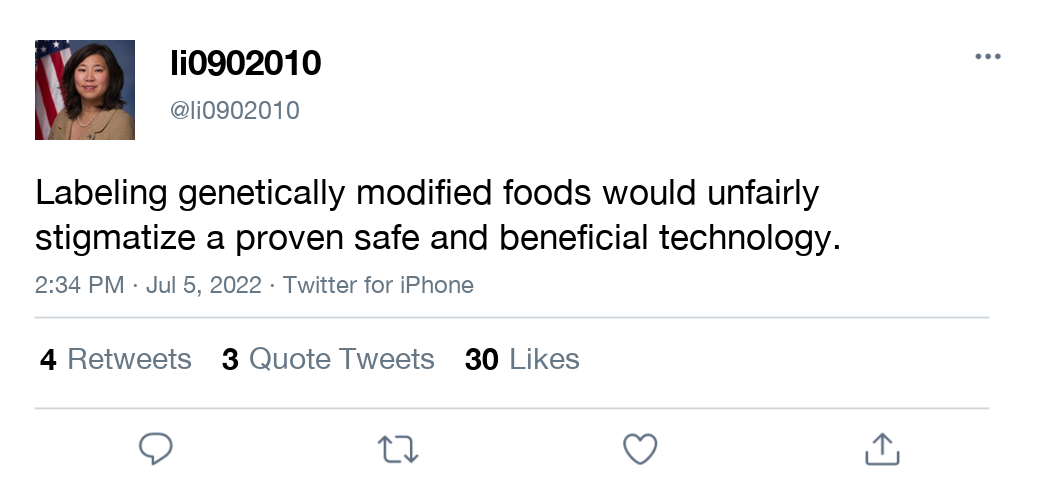 li0902010
@li0902010
Labeling genetically modified foods would unfairly
stigmatize a proven safe and beneficial technology.
2:34 PM · Jul 5, 2022 · Twitter for iPhone
4 Retweets 3 Quote Tweets 30 Likes